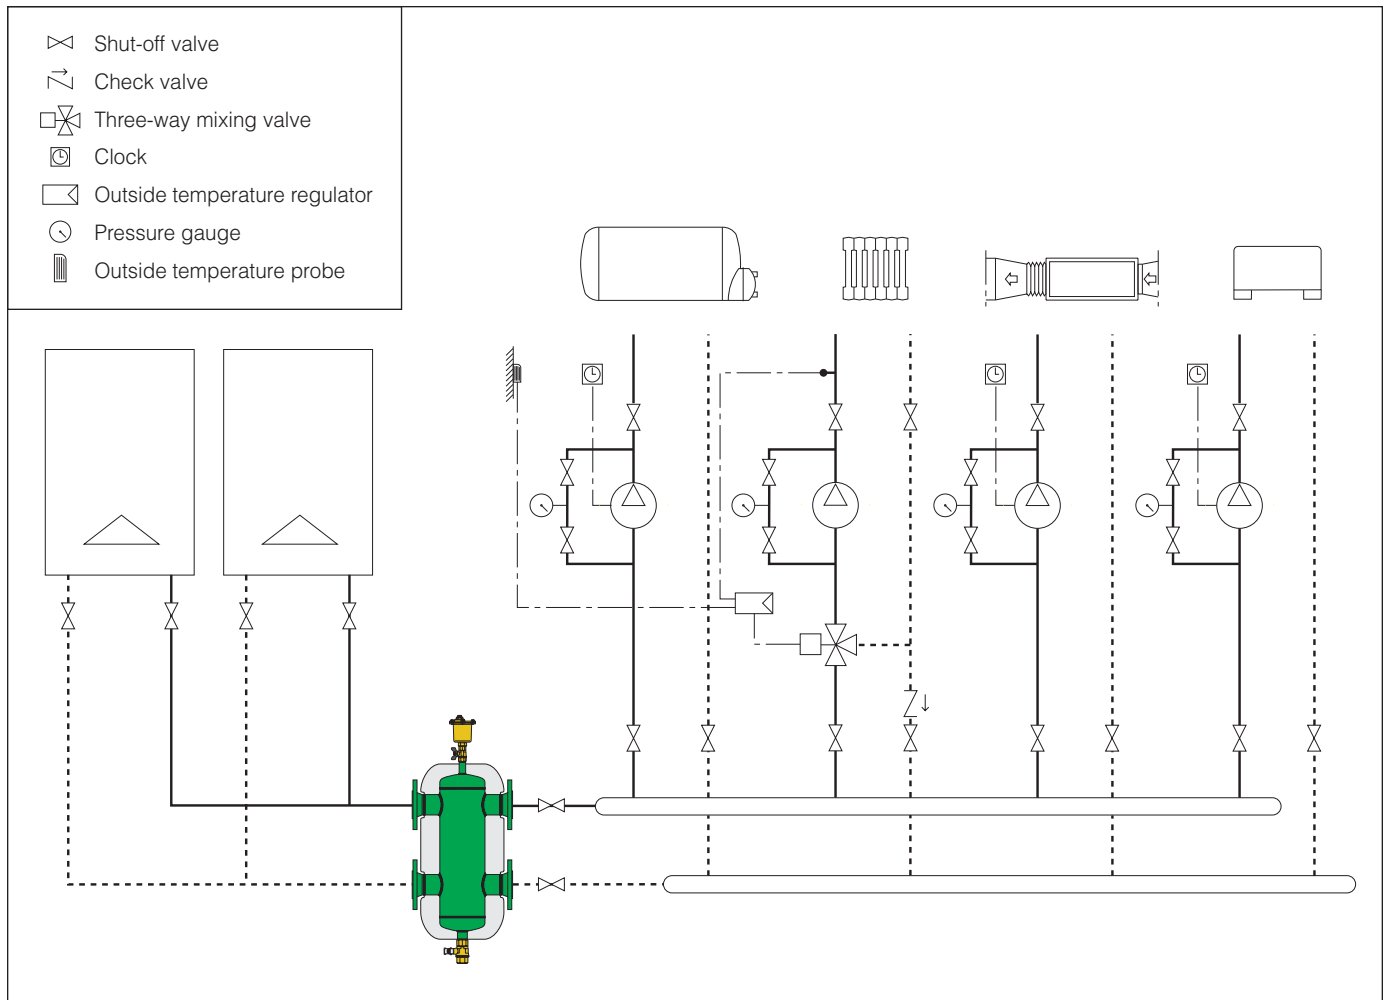 Shut-off valve
Check valve
Three-way mixing valve
Clock
Outside temperature regulator
Pressure gauge
Outside temperature probe